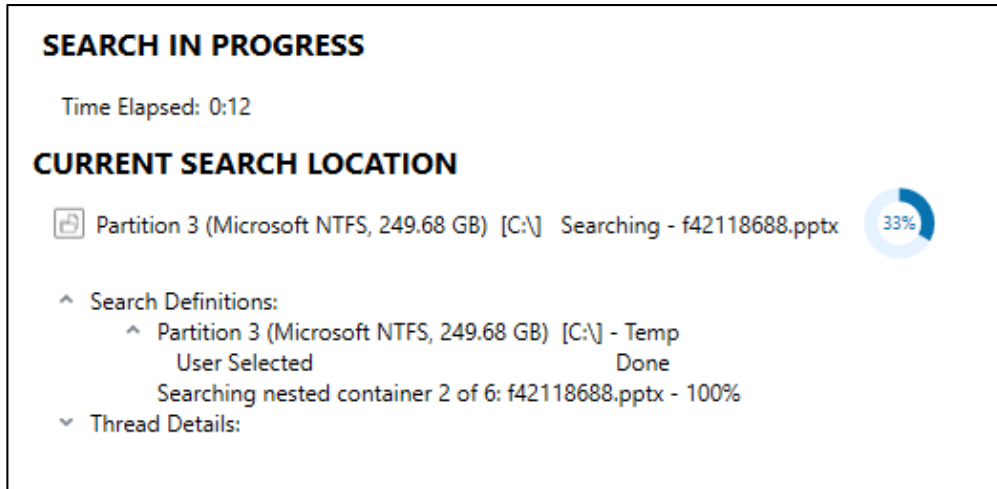 SEARCH IN PROGRESS
Time Elapsed: 0:12
CURRENT SEARCH LOCATION
Partition 3 (Microsoft NTFS, 249.68 GB) [C:\] Searching - f42118688.pptx 33%
Search Definitions:
Partition 3 (Microsoft NTFS, 249.68 GB) [C:\] - Temp
User Selected Done
Searching nested container 2 of 6: f42118688.pptx - 100%
Thread Details: